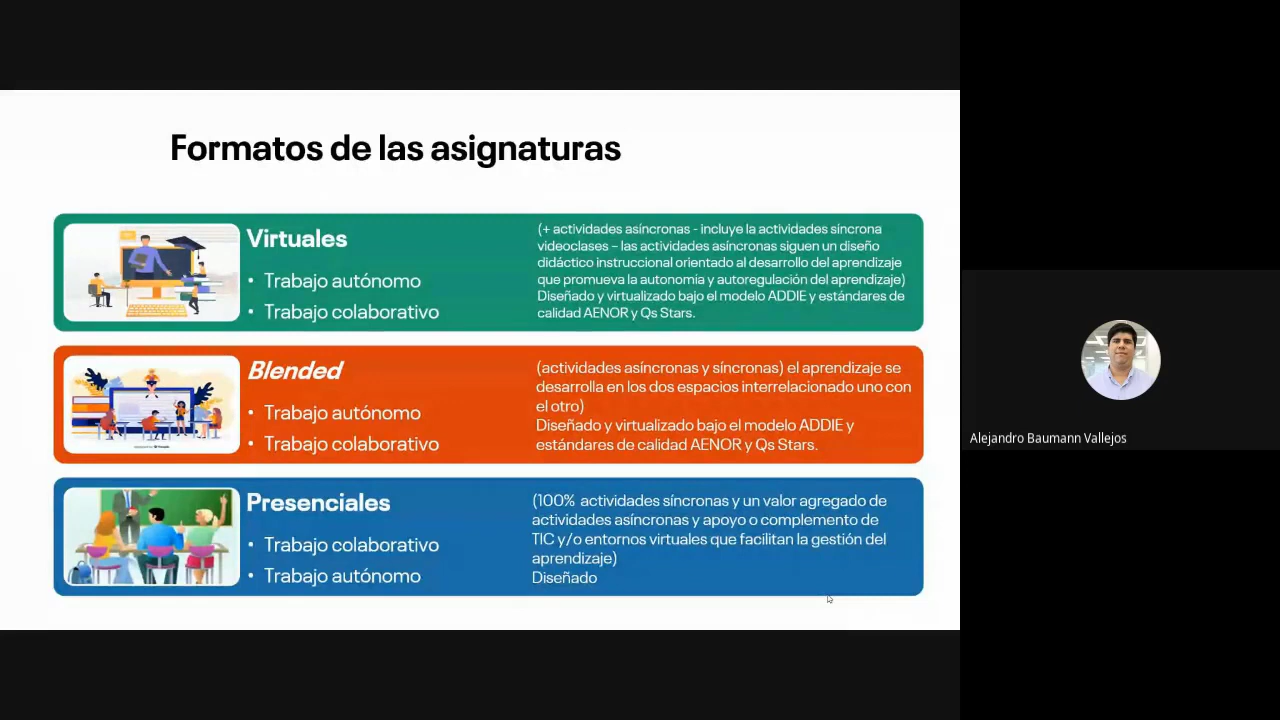 Formatos de las asignaturas
Virtuales
• Trabajo autónomo
• Trabajo colaborativo
(+ actividades asíncronas - incluye la actividades síncrona
videoclases – las actividades asíncronas siguen un diseño
didáctico instruccional orientado al desarrollo del aprendizaje
que promueva la autonomía y autoregulación del aprendizaje)
Diseñado y virtualizado bajo el modelo ADDIE y estándares de
calidad AENOR y Qs Stars.
Blended
• Trabajo autónomo
• Trabajo colaborativo
(actividades asíncronas y síncronas) el aprendizaje se
desarrolla en los dos espacios interrelacionado uno con
el otro)
Diseñado y virtualizado bajo el modelo ADDIE y
estándares de calidad AENOR y Qs Stars.
Presenciales
• Trabajo colaborativo
• Trabajo autónomo
(100% actividades síncronas y un valor agregado de
actividades asíncronas y apoyo o complemento de
TIC y/o entornos virtuales que facilitan la gestión del
aprendizaje)
Diseñado
Alejandro Baumann Vallejos